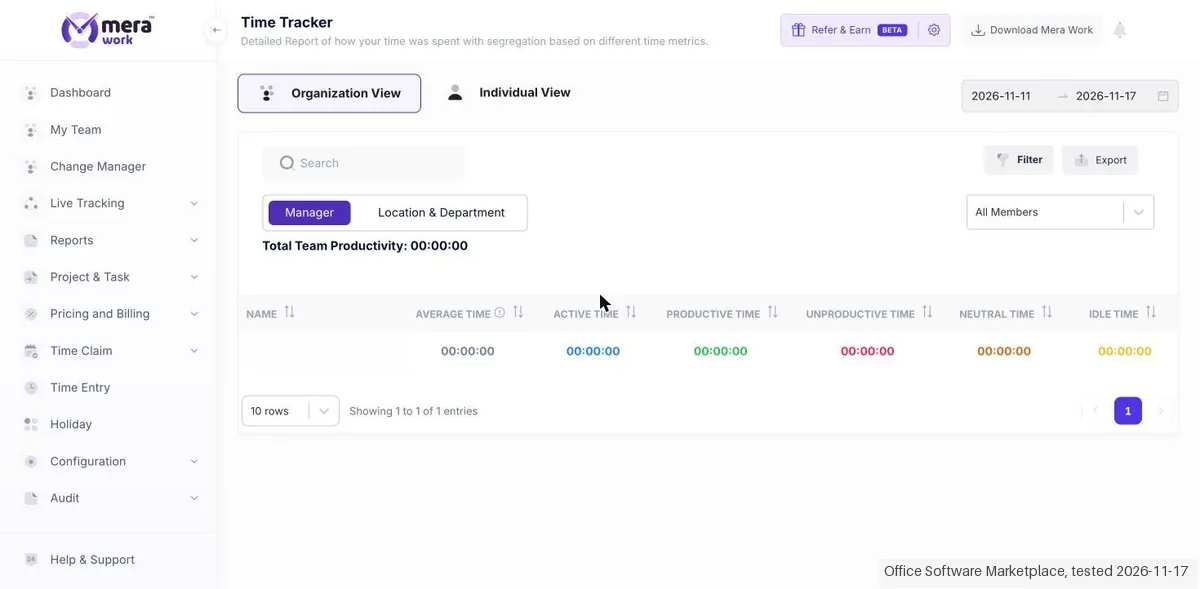 mera work™
Time Tracker
Detailed Report of how your time was spent with segregation based on different time metrics.
Refer & Earn BETA
Download Mera Work
Dashboard
My Team
Change Manager
Live Tracking
Reports
Project & Task
Pricing and Billing
Time Claim
Time Entry
Holiday
Configuration
Audit
Help & Support
Organization View
Individual View
2026-11-11 → 2026-11-17
Search
Filter
Export
Manager
Location & Department
All Members
Total Team Productivity: 00:00:00
NAME AVERAGE TIME ACTIVE TIME PRODUCTIVE TIME UNPRODUCTIVE TIME NEUTRAL TIME IDLE TIME
00:00:00 00:00:00 00:00:00 00:00:00 00:00:00 00:00:00
10 rows
Showing 1 to 1 of 1 entries
1
Office Software Marketplace, tested 2026-11-17